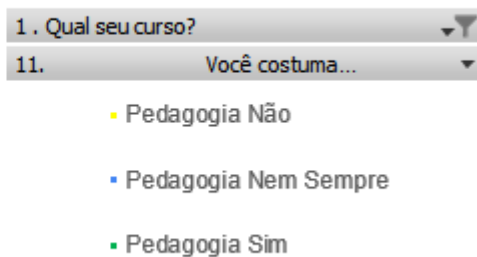 1 . Qual seu curso?
11. Você costuma...
Pedagogia Não
Pedagogia Nem Sempre
Pedagogia Sim